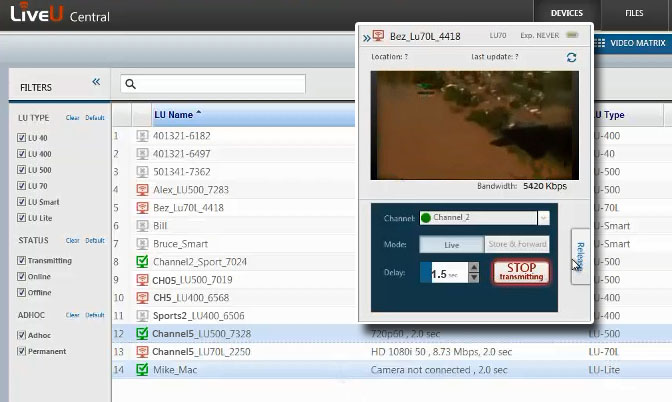 LiveU Central
DEVICES
FILES
VIDEO MATRIX
Bez_Lu70L_4418 LU70 Exp. NEVER
Location: ? Last update: ?
Bandwidth: 5420 Kbps
Channel: Channel_2
Mode: Live Store & Forward
Delay: 1.5 sec STOP
transmitting
Release
FILTERS
LU TYPE Clear Default
LU 40
LU 400
LU 500
LU 70
LU Smart
LU Lite
STATUS Clear Default
Transmitting
Online
Offline
ADHOC Clear Default
Adhoc
Permanent
LU Name LU Type
1 401321-6182 LU-400
2 401321-6497 LU-40
3 501341-7362 LU-500
4 Alex_LU500_7283 LU-500
5 Bez_Lu70L_4418 LU-70L
6 Bill LU-Smart
7 Bruce_Smart LU-Smart
8 Channel2_Sport_7024 LU-500
9 CH05_LU500_7019 LU-500
10 CH5_LU400_6568 LU-400
11 Sports2_LU400_6506 LU-400
12 Channel5_LU500_7328 720p60 , 2.0 sec LU-500
13 Channel5_LU70L_2250 HD 1080i 50 , 8.73 Mbps, 2.0 sec LU-70L
14 Mike_Mac Camera not connected , 2.0 sec LU-Lite